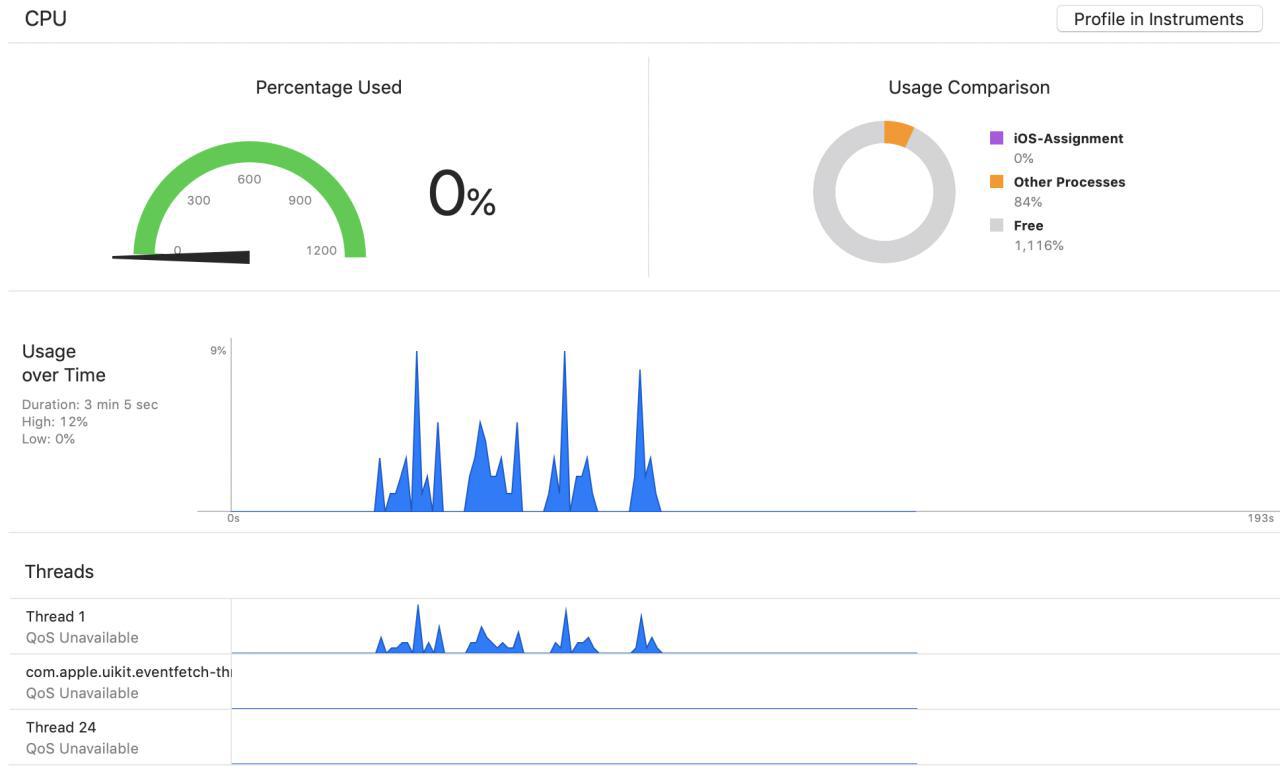 CPU
Profile in Instruments
Percentage Used
0
300
600
900
1200
0%
Usage Comparison
iOS-Assignment
0%
Other Processes
84%
Free
1,116%
Usage
over Time
Duration: 3 min 5 sec
High: 12%
Low: 0%
9%
0s
193s
Threads
Thread 1
QoS Unavailable
com.apple.uikit.eventfetch-thr
QoS Unavailable
Thread 24
QoS Unavailable